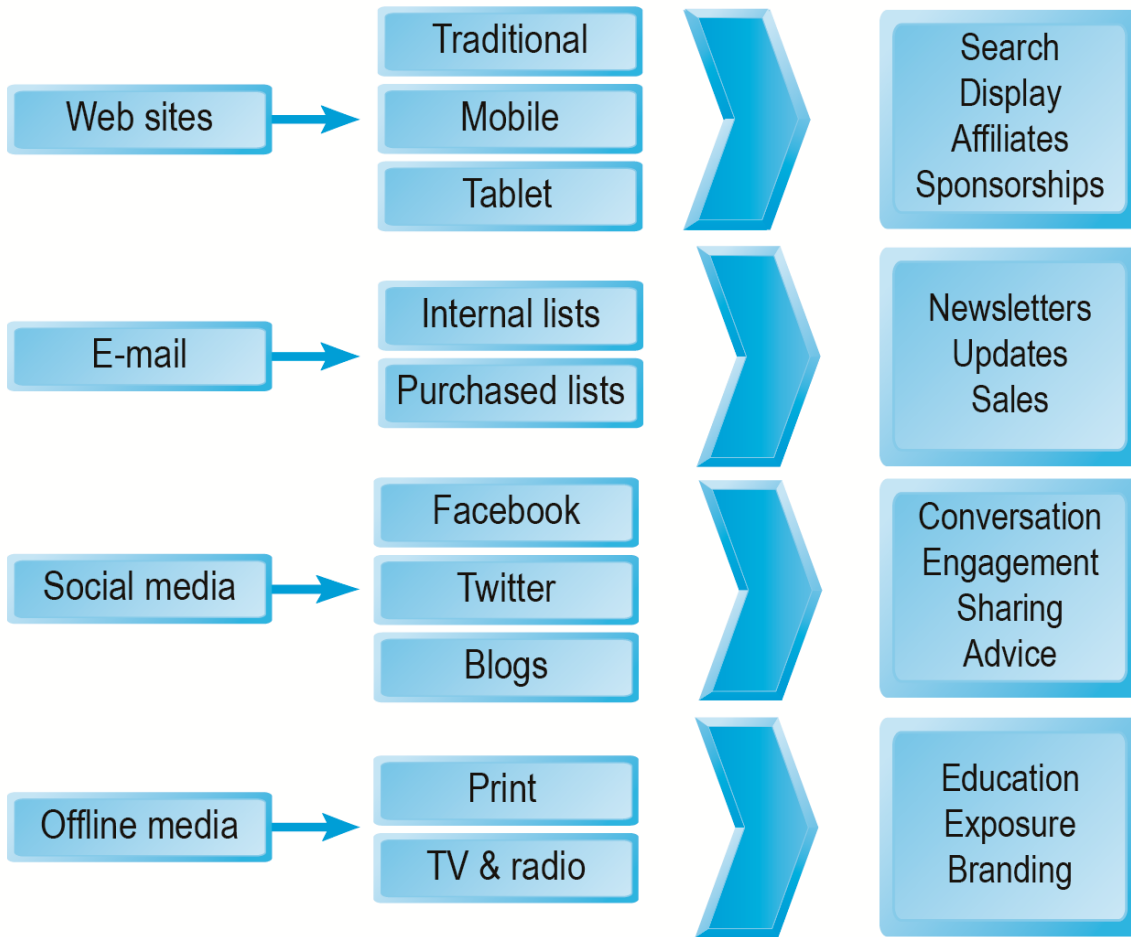 Web sites
Traditional
Mobile
Tablet
Search
Display
Affiliates
Sponsorships
E-mail
Internal lists
Purchased lists
Newsletters
Updates
Sales
Social media
Facebook
Twitter
Blogs
Conversation
Engagement
Sharing
Advice
Offline media
Print
TV & radio
Education
Exposure
Branding